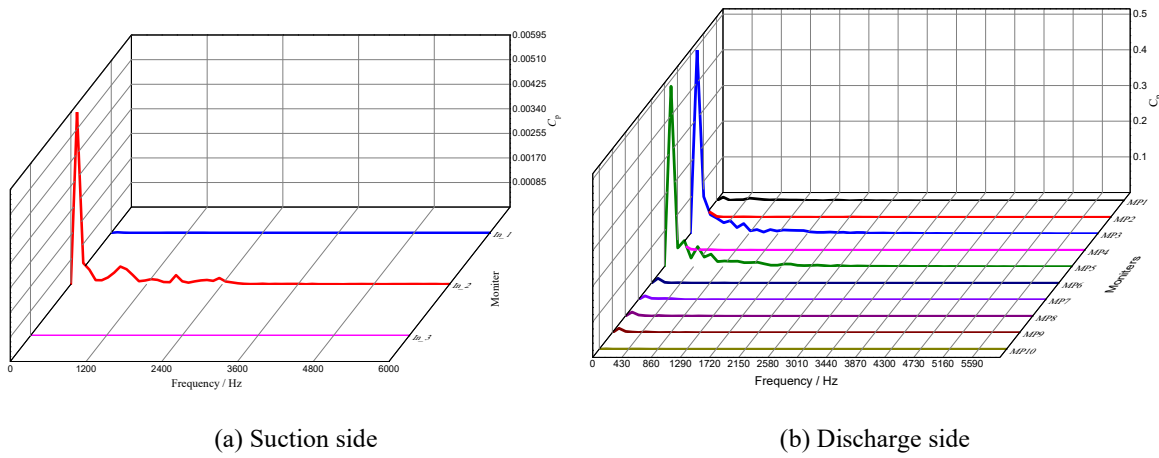 0.00595
0.00510
0.00425
0.00340
0.00255
0.00170
0.00085
Cp
In_1
In_2
In_3
Moniter
0 1200 2400 3600 4800 6000
Frequency / Hz
(a) Suction side
0.5
0.4
0.3
0.2
0.1
Cp
MP1
MP2
MP3
MP4
MP5
MP6
MP7
MP8
MP9
MP10
Moniters
0 430 860 1290 1720 2150 2580 3010 3440 3870 4300 4730 5160 5590
Frequency / Hz
(b) Discharge side